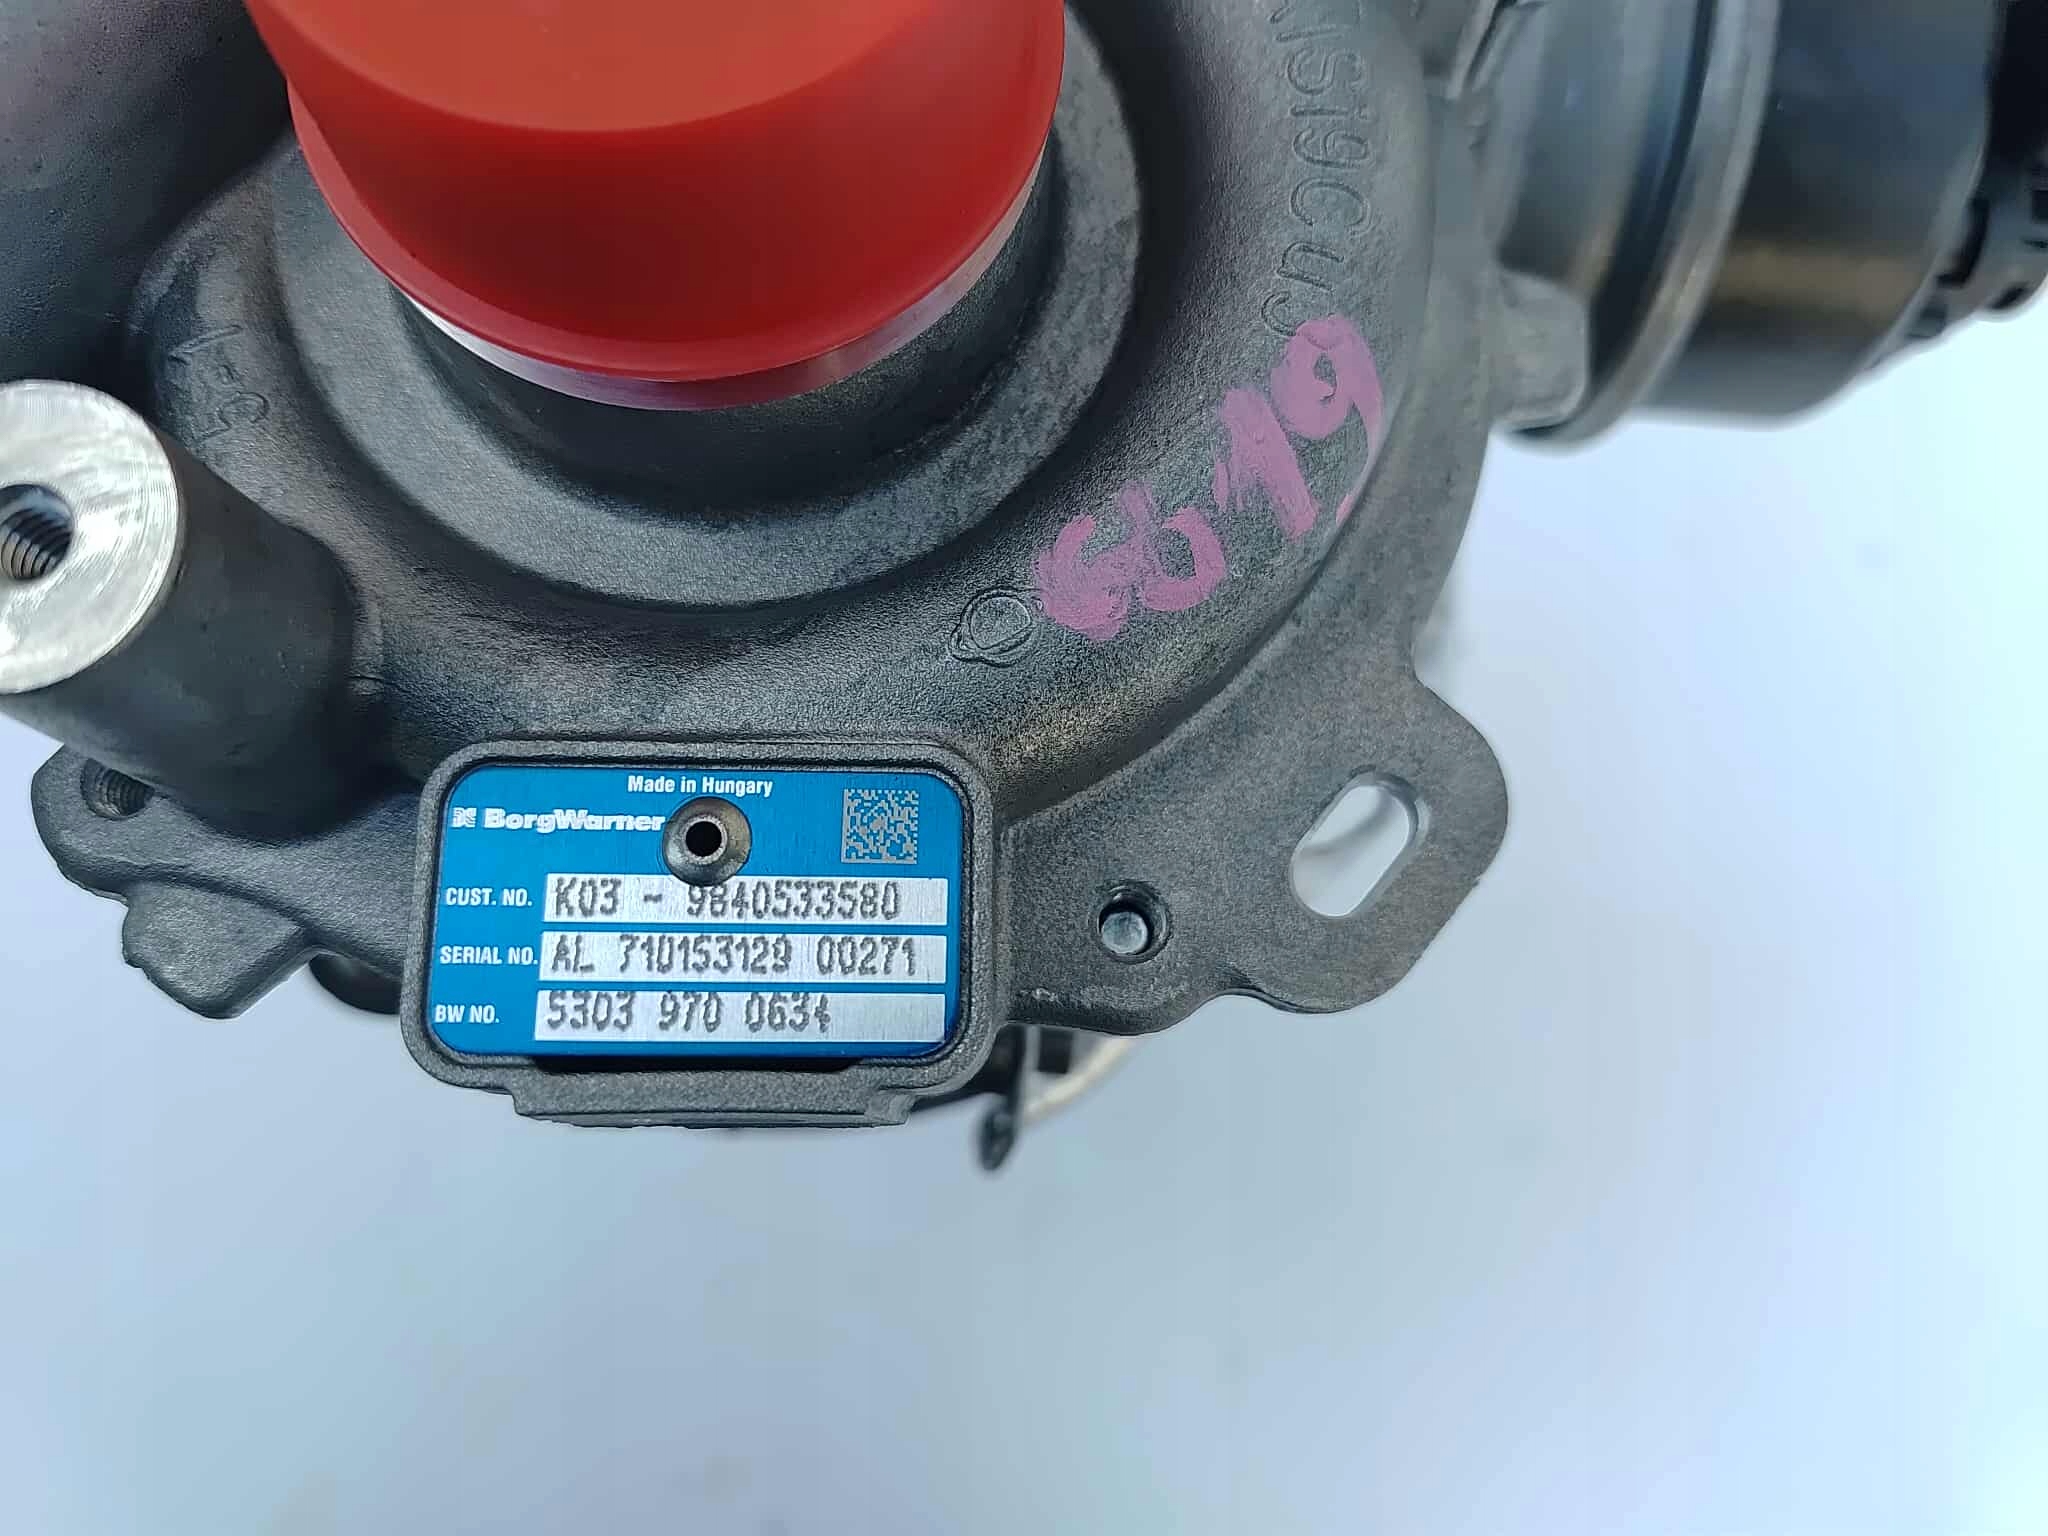 Made in Hungary
BorgWarner
CUST. NO. K03 - 9840533580
SERIAL NO. AL 710153129 00271
BW NO. 5303 970 0634